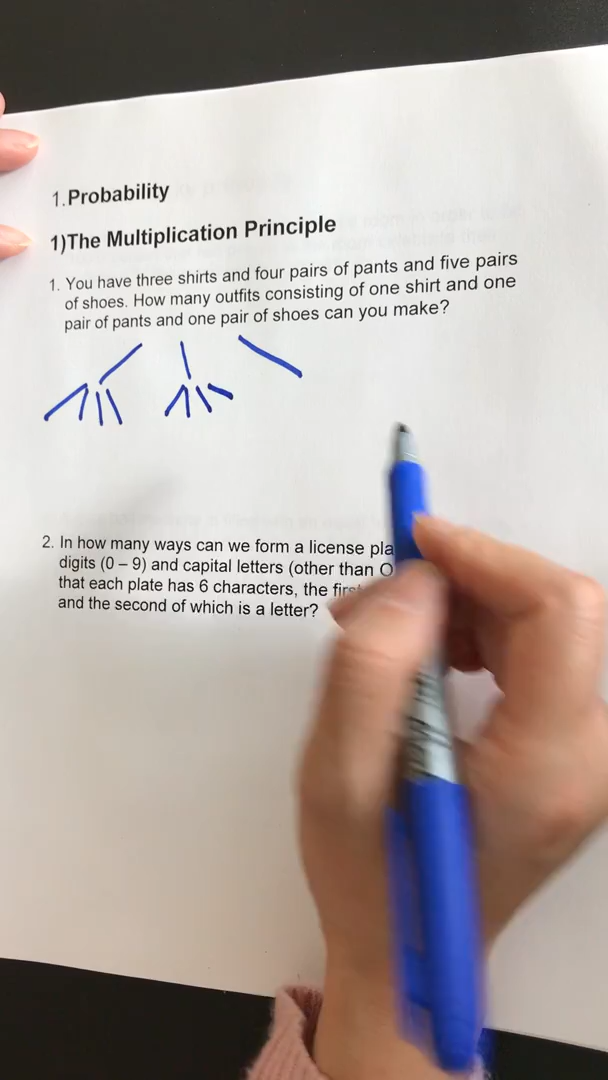 1.Probability
1)The Multiplication Principle
1. You have three shirts and four pairs of pants and five pairs
of shoes. How many outfits consisting of one shirt and one
pair of pants and one pair of shoes can you make?
2. In how many ways can we form a license pla
digits (0 – 9) and capital letters (other than O
that each plate has 6 characters, the firs
and the second of which is a letter?